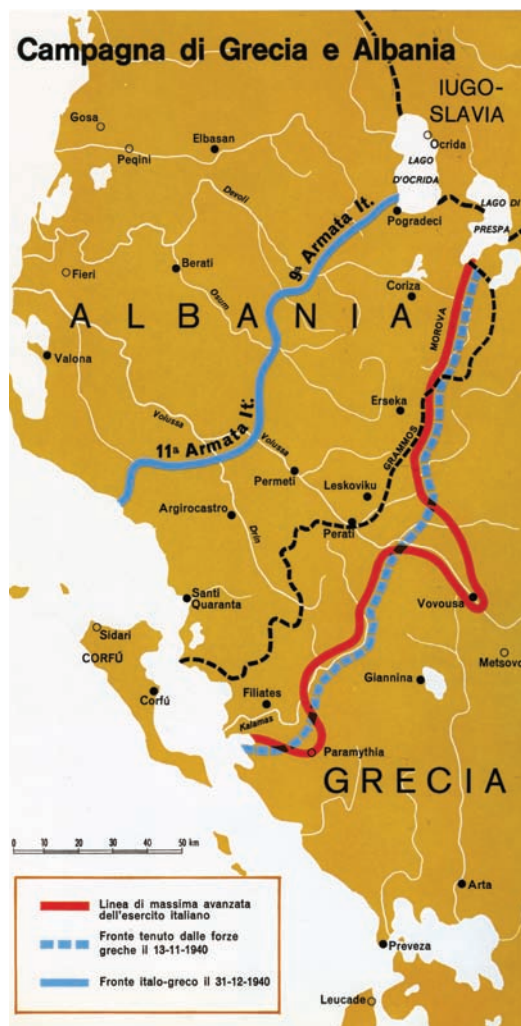 Campagna di Grecia e Albania
IUGO-
SLAVIA
Gosa
Ocrida
Elbasan
Peqini
LAGO
D'OCRIDA
Devoli
LAGO DI
PRESPA
9a Armata It.
Pogradeci
Berati
Fieri
Coriza
Osum
ALBANIA
MOROVA
Valona
Erseka
Volussa
11a Armata It.
Volussa
GRAMMOS
Permeti
Leskoviku
Argirocastro
Perati
Drin
Santi
Quaranta
Vovousa
Sidari
CORFÚ
Metsovo
Giannina
Corfú
Filiates
Kalamas
Paramythia
GRECIA
0 10 20 30 40 50 km
Linea di massima avanzata
dell'esercito italiano
Fronte tenuto dalle forze
greche il 13-11-1940
Fronte italo-greco il 31-12-1940
Arta
Preveza
Leucade